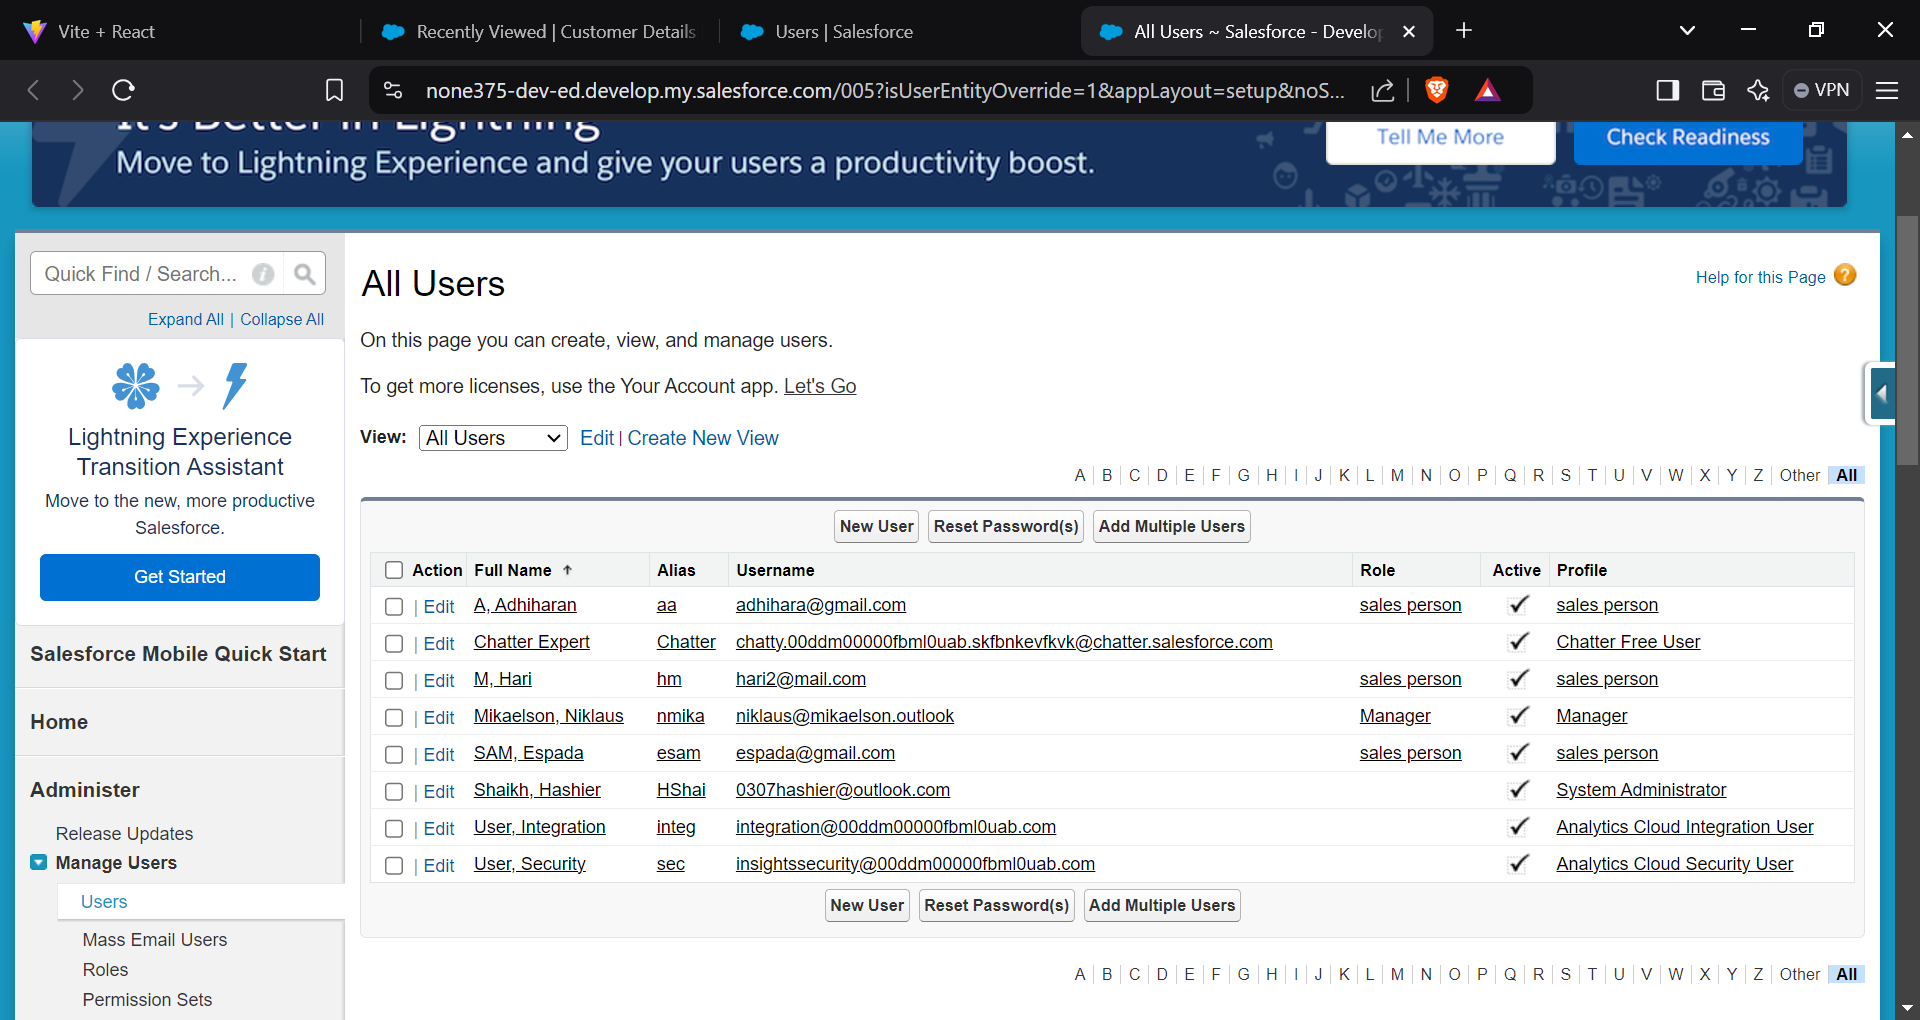 Vite + React
Recently Viewed | Customer Details
Users | Salesforce
All Users ~ Salesforce - Develop
none375-dev-ed.develop.my.salesforce.com/005?isUserEntityOverride=1&appLayout=setup&noS...
VPN
It's Better in Lightning
Move to Lightning Experience and give your users a productivity boost.
Tell Me More
Check Readiness
Quick Find / Search...
Expand All | Collapse All
Lightning Experience
Transition Assistant
Move to the new, more productive
Salesforce.
Get Started
Salesforce Mobile Quick Start
Home
Administer
Release Updates
Manage Users
Users
Mass Email Users
Roles
Permission Sets
All Users
Help for this Page ?
On this page you can create, view, and manage users.
To get more licenses, use the Your Account app. Let's Go
View: All Users Edit | Create New View
A | B | C | D | E | F | G | H | I | J | K | L | M | N | O | P | Q | R | S | T | U | V | W | X | Y | Z | Other | All
New User Reset Password(s) Add Multiple Users
Action Full Name Alias Username Role Active Profile
| Edit A, Adhiharan aa adhihara@gmail.com sales person sales person
| Edit Chatter Expert Chatter chatty.00ddm00000fbml0uab.skfbnkevfkvk@chatter.salesforce.com Chatter Free User
| Edit M, Hari hm hari2@mail.com sales person sales person
| Edit Mikaelson, Niklaus nmika niklaus@mikaelson.outlook Manager Manager
| Edit SAM, Espada esam espada@gmail.com sales person sales person
| Edit Shaikh, Hashier HShai 0307hashier@outlook.com System Administrator
| Edit User, Integration integ integration@00ddm00000fbml0uab.com Analytics Cloud Integration User
| Edit User, Security sec insightssecurity@00ddm00000fbml0uab.com Analytics Cloud Security User
New User Reset Password(s) Add Multiple Users
A | B | C | D | E | F | G | H | I | J | K | L | M | N | O | P | Q | R | S | T | U | V | W | X | Y | Z | Other | All